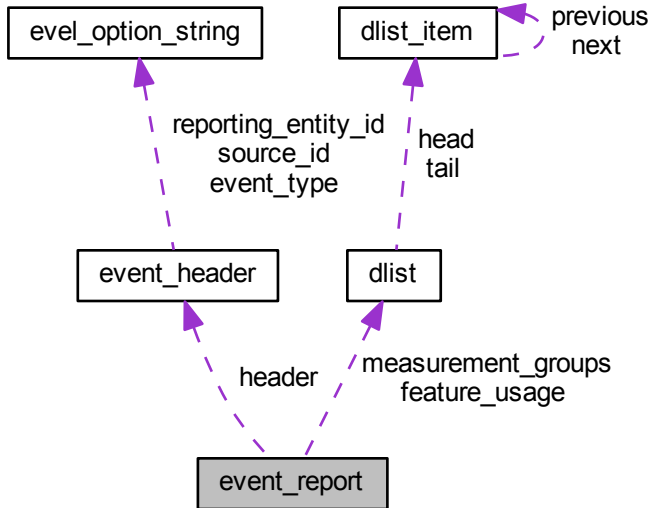 evel_option_string
dlist_item
previous
next
reporting_entity_id
source_id
event_type
head
tail
event_header
dlist
header
measurement_groups
feature_usage
event_report